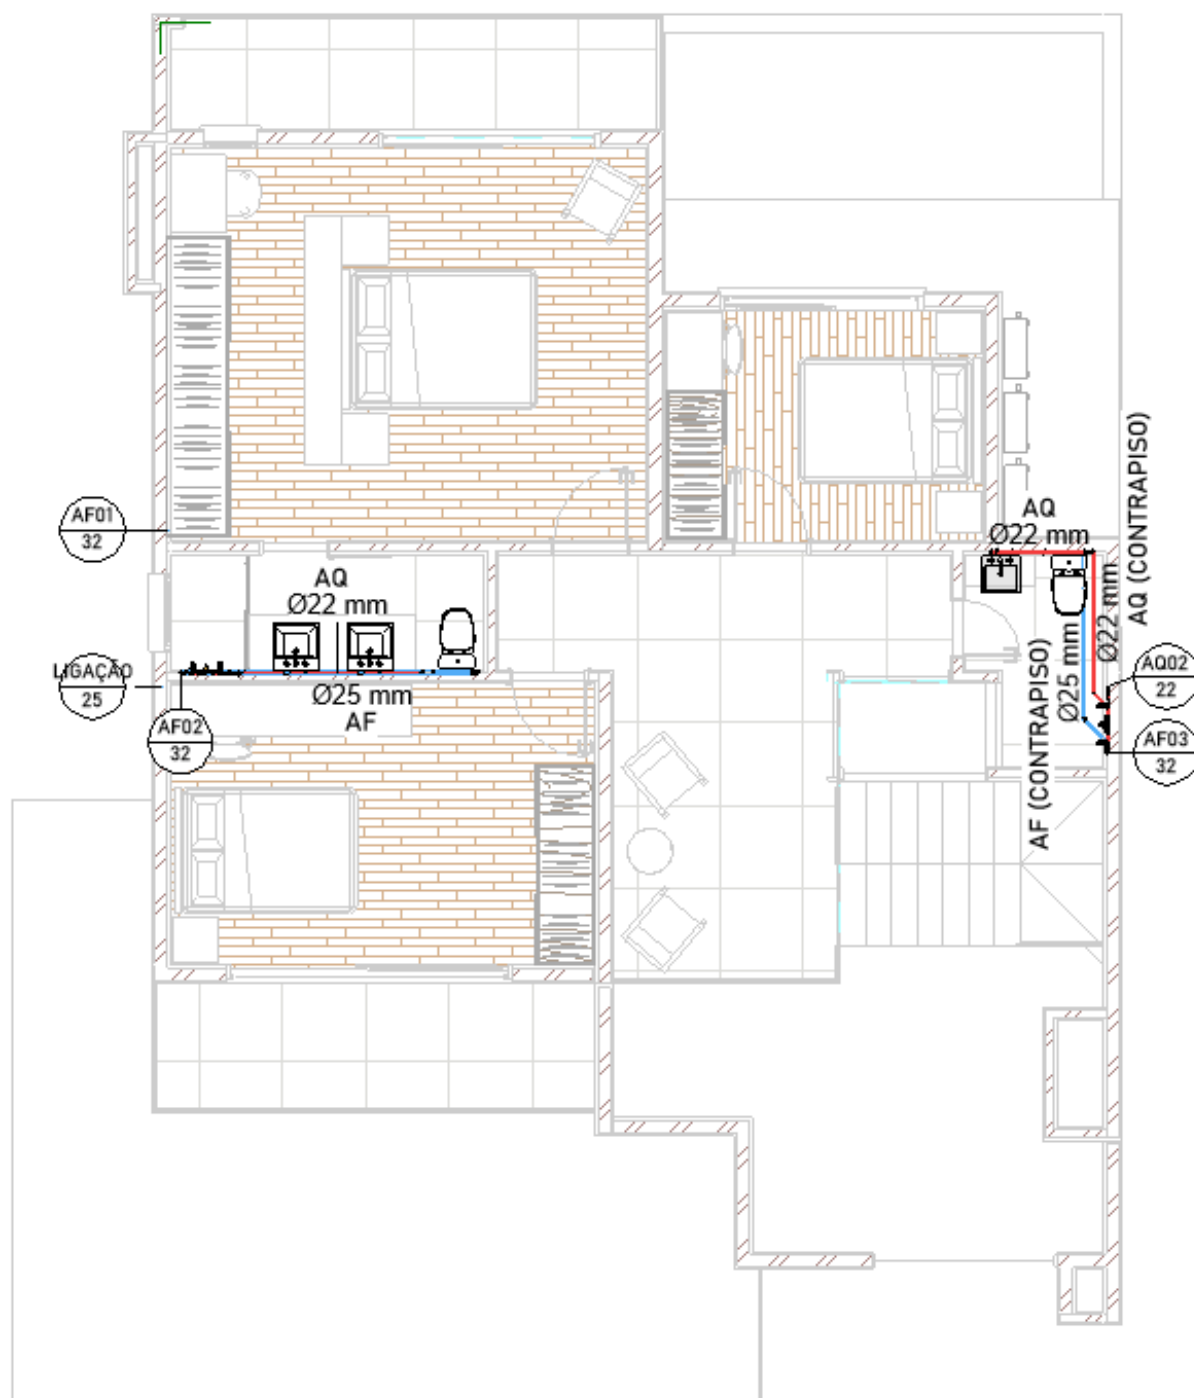 AF01
32
AQ
Ø22 mm
LIGAÇÃO
25
AF02
32
Ø25 mm
AF
AQ
Ø22 mm
AQ (CONTRAPISO)
Ø22 mm
Ø25 mm
AF (CONTRAPISO)
AQ02
22
AF03
32